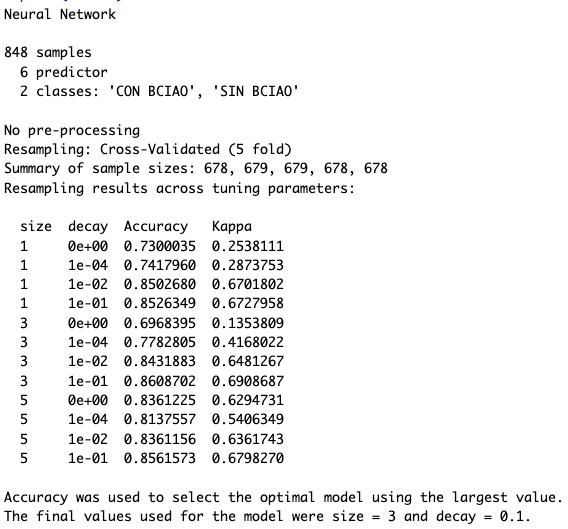 Neural Network
848 samples
6 predictor
2 classes: 'CON BCIAO', 'SIN BCIAO'
No pre-processing
Resampling: Cross-Validated (5 fold)
Summary of sample sizes: 678, 679, 679, 678, 678
Resampling results across tuning parameters:
size decay Accuracy Kappa
1 0e+00 0.7300035 0.2538111
1 1e-04 0.7417960 0.2873753
1 1e-02 0.8502680 0.6701802
1 1e-01 0.8526349 0.6727958
3 0e+00 0.6968395 0.1353809
3 1e-04 0.7782805 0.4168022
3 1e-02 0.8431883 0.6481267
3 1e-01 0.8608702 0.6908687
5 0e+00 0.8361225 0.6294731
5 1e-04 0.8137557 0.5406349
5 1e-02 0.8361156 0.6361743
5 1e-01 0.8561573 0.6798270
Accuracy was used to select the optimal model using the largest value.
The final values used for the model were size = 3 and decay = 0.1.